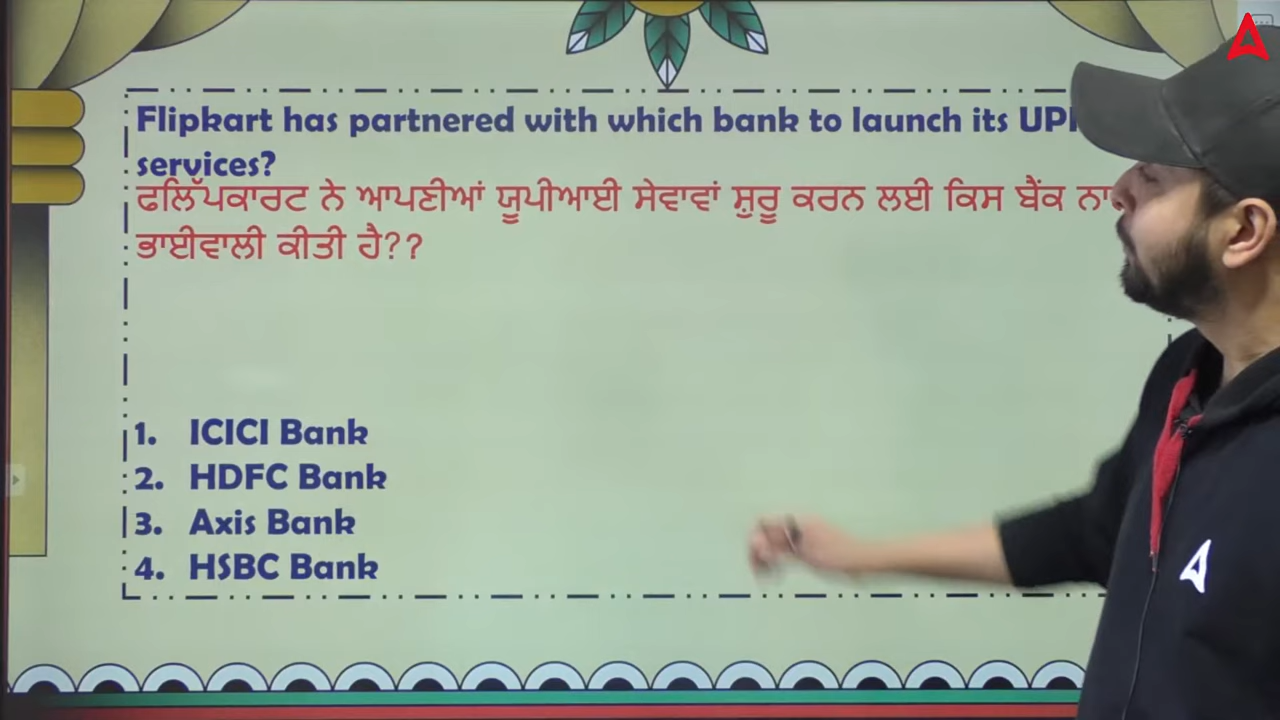 Flipkart has partnered with which bank to launch its UPI
services?
ਫਲਿੱਪਕਾਰਟ ਨੇ ਆਪਣੀਆਂ ਯੂਪੀਆਈ ਸੇਵਾਵਾਂ ਸ਼ੁਰੂ ਕਰਨ ਲਈ ਕਿਸ ਬੈਂਕ
ਭਾਈਵਾਲੀ ਕੀਤੀ ਹੈ??
1. ICICI Bank
2. HDFC Bank
3. Axis Bank
4. HSBC Bank